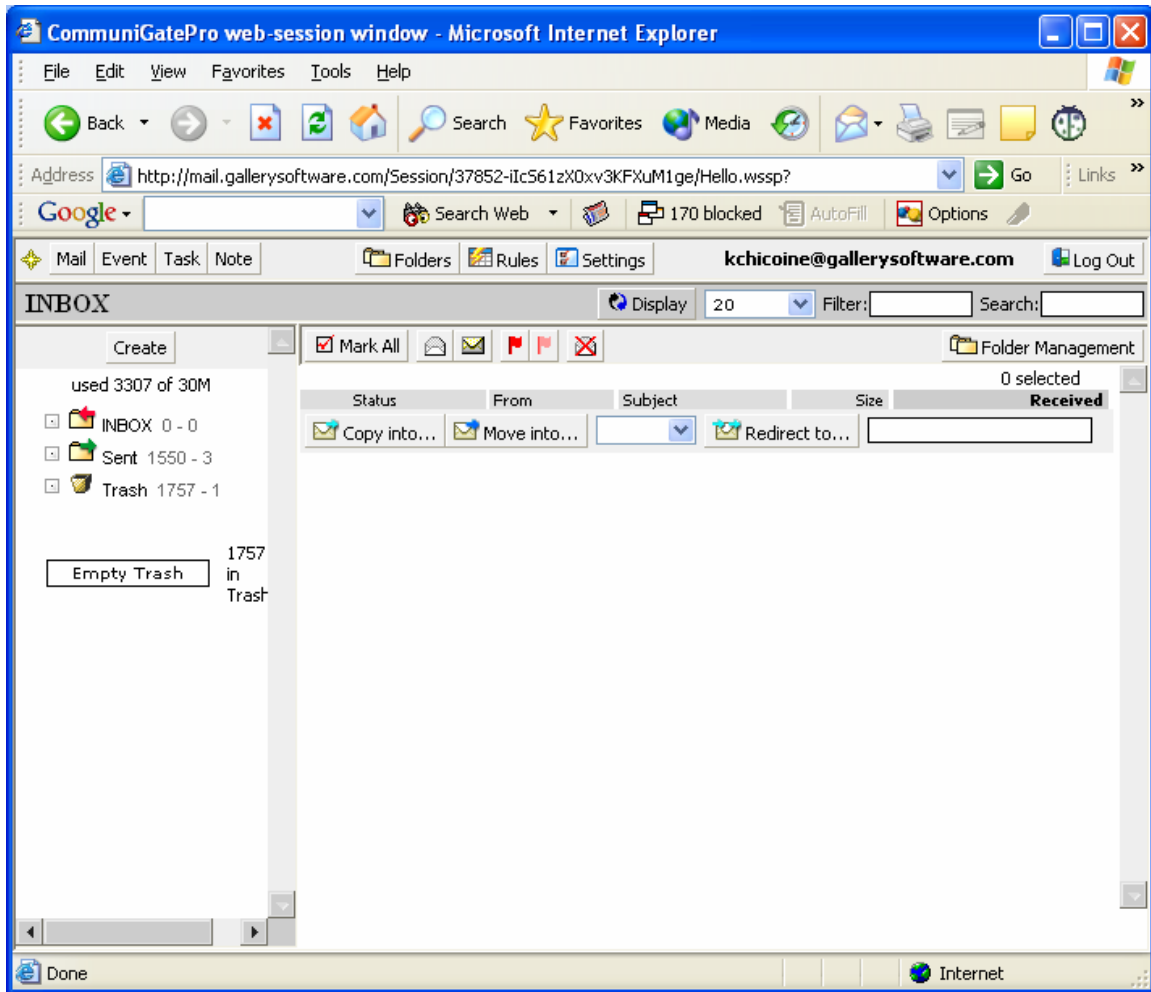 CommuniGatePro web-session window - Microsoft Internet Explorer
File Edit View Favorites Tools Help
Back Search Favorites Media »
Address http://mail.gallerysoftware.com/Session/37852-iIcS61zX0xv3KFXuM1ge/Hello.wssp? Go Links »
Google Search Web 170 blocked AutoFill Options
Mail Event Task Note Folders Rules Settings kchicoine@gallerysoftware.com Log Out
INBOX Display 20 Filter: Search:
Create Mark All Folder Management
used 3307 of 30M 0 selected
Status From Subject Size Received
INBOX 0 - 0 Copy into... Move into... Redirect to...
Sent 1550 - 3
Trash 1757 - 1
Empty Trash 1757
in
Trash
Done Internet